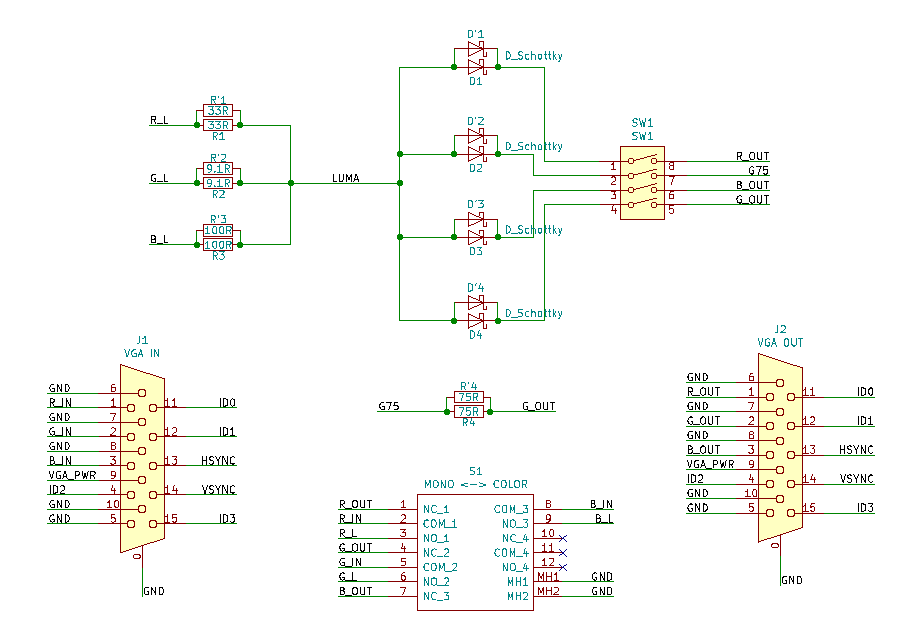 D'1
D_Schottky
D1
R'1
33R
33R
R1
R_L
D'2
D_Schottky
D2
SW1
SW1
1
2
3
4
8
7
6
5
R_OUT
G75
B_OUT
G_OUT
R'2
9.1R
9.1R
R2
G_L
LUMA
D'3
D_Schottky
D3
R'3
100R
100R
R3
B_L
D'4
D_Schottky
D4
J1
VGA IN
GND 6
R_IN 1 11 ID0
GND 7
G_IN 2 12 ID1
GND 8
B_IN 3 13 HSYNC
VGA_PWR 9
ID2 4 14 VSYNC
GND 10
GND 5 15 ID3
0
GND
R'4
75R
75R
R4
G75
G_OUT
S1
MONO <-> COLOR
R_OUT 1 NC_1 COM_3 8 B_IN
R_IN 2 COM_1 NO_3 9 B_L
R_L 3 NO_1 NC_4 10
G_OUT 4 NC_2 COM_4 11
G_IN 5 COM_2 NO_4 12
G_L 6 NO_2 MH1 MH1 GND
B_OUT 7 NC_3 MH2 MH2 GND
J2
VGA OUT
GND 6
R_OUT 1 11 ID0
GND 7
G_OUT 2 12 ID1
GND 8
B_OUT 3 13 HSYNC
VGA_PWR 9
ID2 4 14 VSYNC
GND 10
GND 5 15 ID3
0
GND